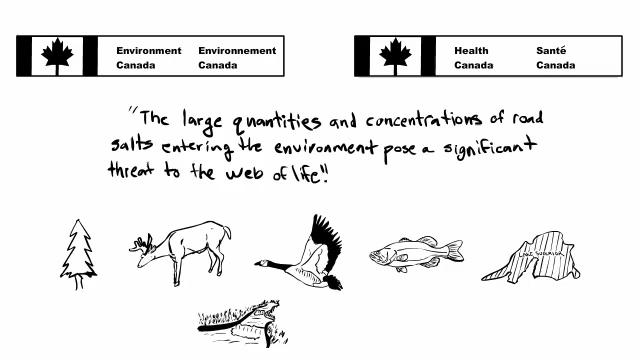 Environment Environnement
Canada Canada
Health Santé
Canada Canada
"The large quantities and concentrations of road
salts entering the environment pose a significant
threat to the web of life".
LAKE SUPERIOR